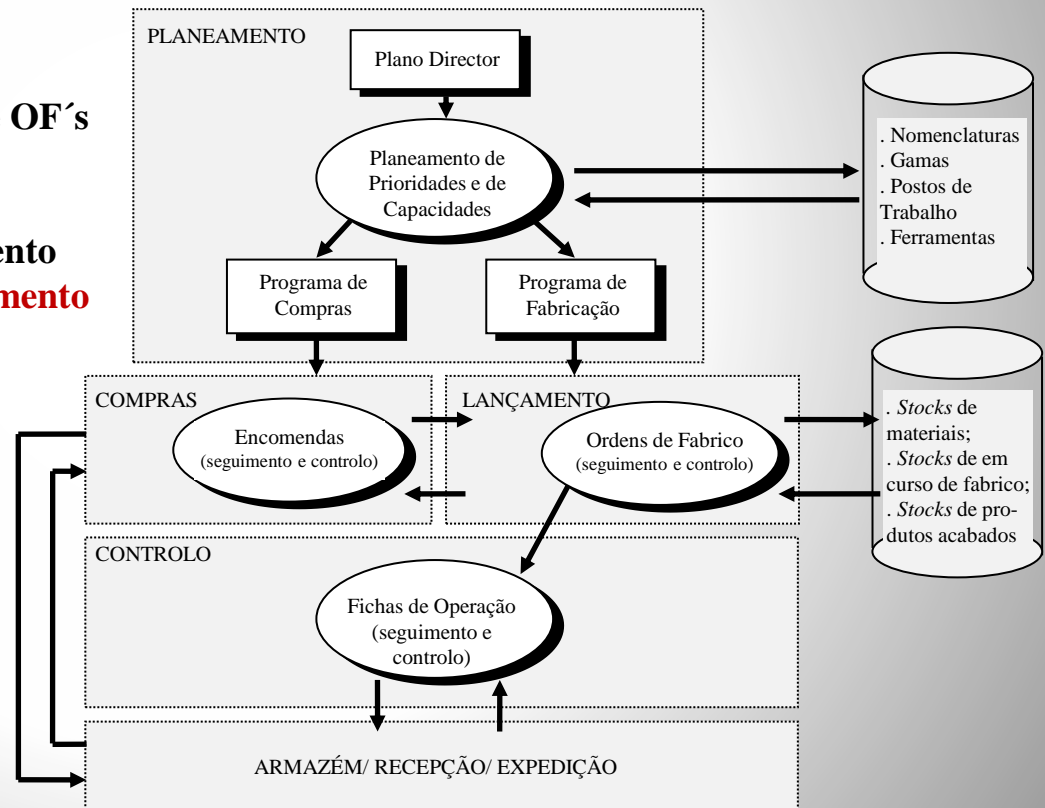 OF´s
ento
mento
PLANEAMENTO
Plano Director
Planeamento de
Prioridades e de
Capacidades
Programa de
Compras
Programa de
Fabricação
. Nomenclaturas
. Gamas
. Postos de
Trabalho
. Ferramentas
COMPRAS
Encomendas
(seguimento e controlo)
LANÇAMENTO
Ordens de Fabrico
(seguimento e controlo)
. Stocks de
materiais;
. Stocks de em
curso de fabrico;
. Stocks de pro-
dutos acabados
CONTROLO
Fichas de Operação
(seguimento e
controlo)
ARMAZÉM/ RECEPÇÃO/ EXPEDIÇÃO